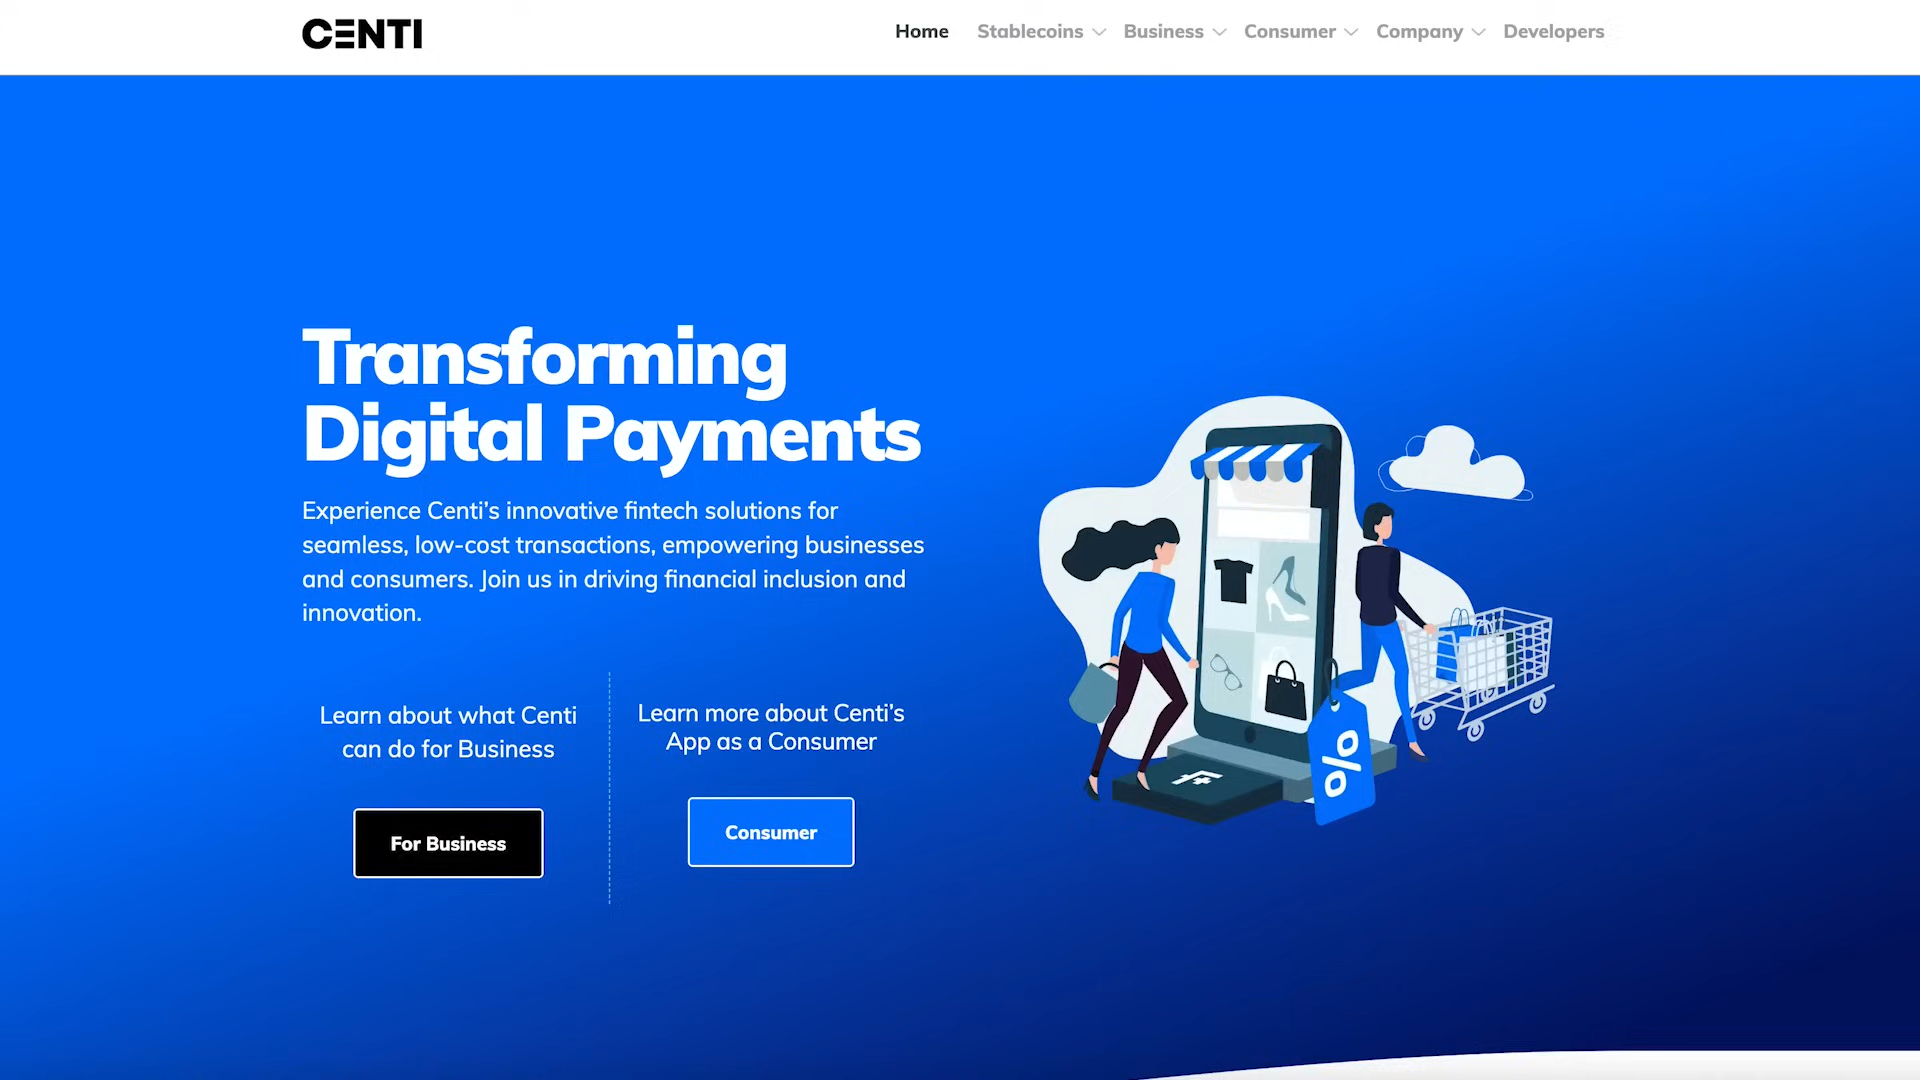 CENTI
Home Stablecoins Business Consumer Company Developers
Transforming
Digital Payments
Experience Centi’s innovative fintech solutions for
seamless, low-cost transactions, empowering businesses
and consumers. Join us in driving financial inclusion and
innovation.
Learn about what Centi
can do for Business
For Business
Learn more about Centi’s
App as a Consumer
Consumer
%